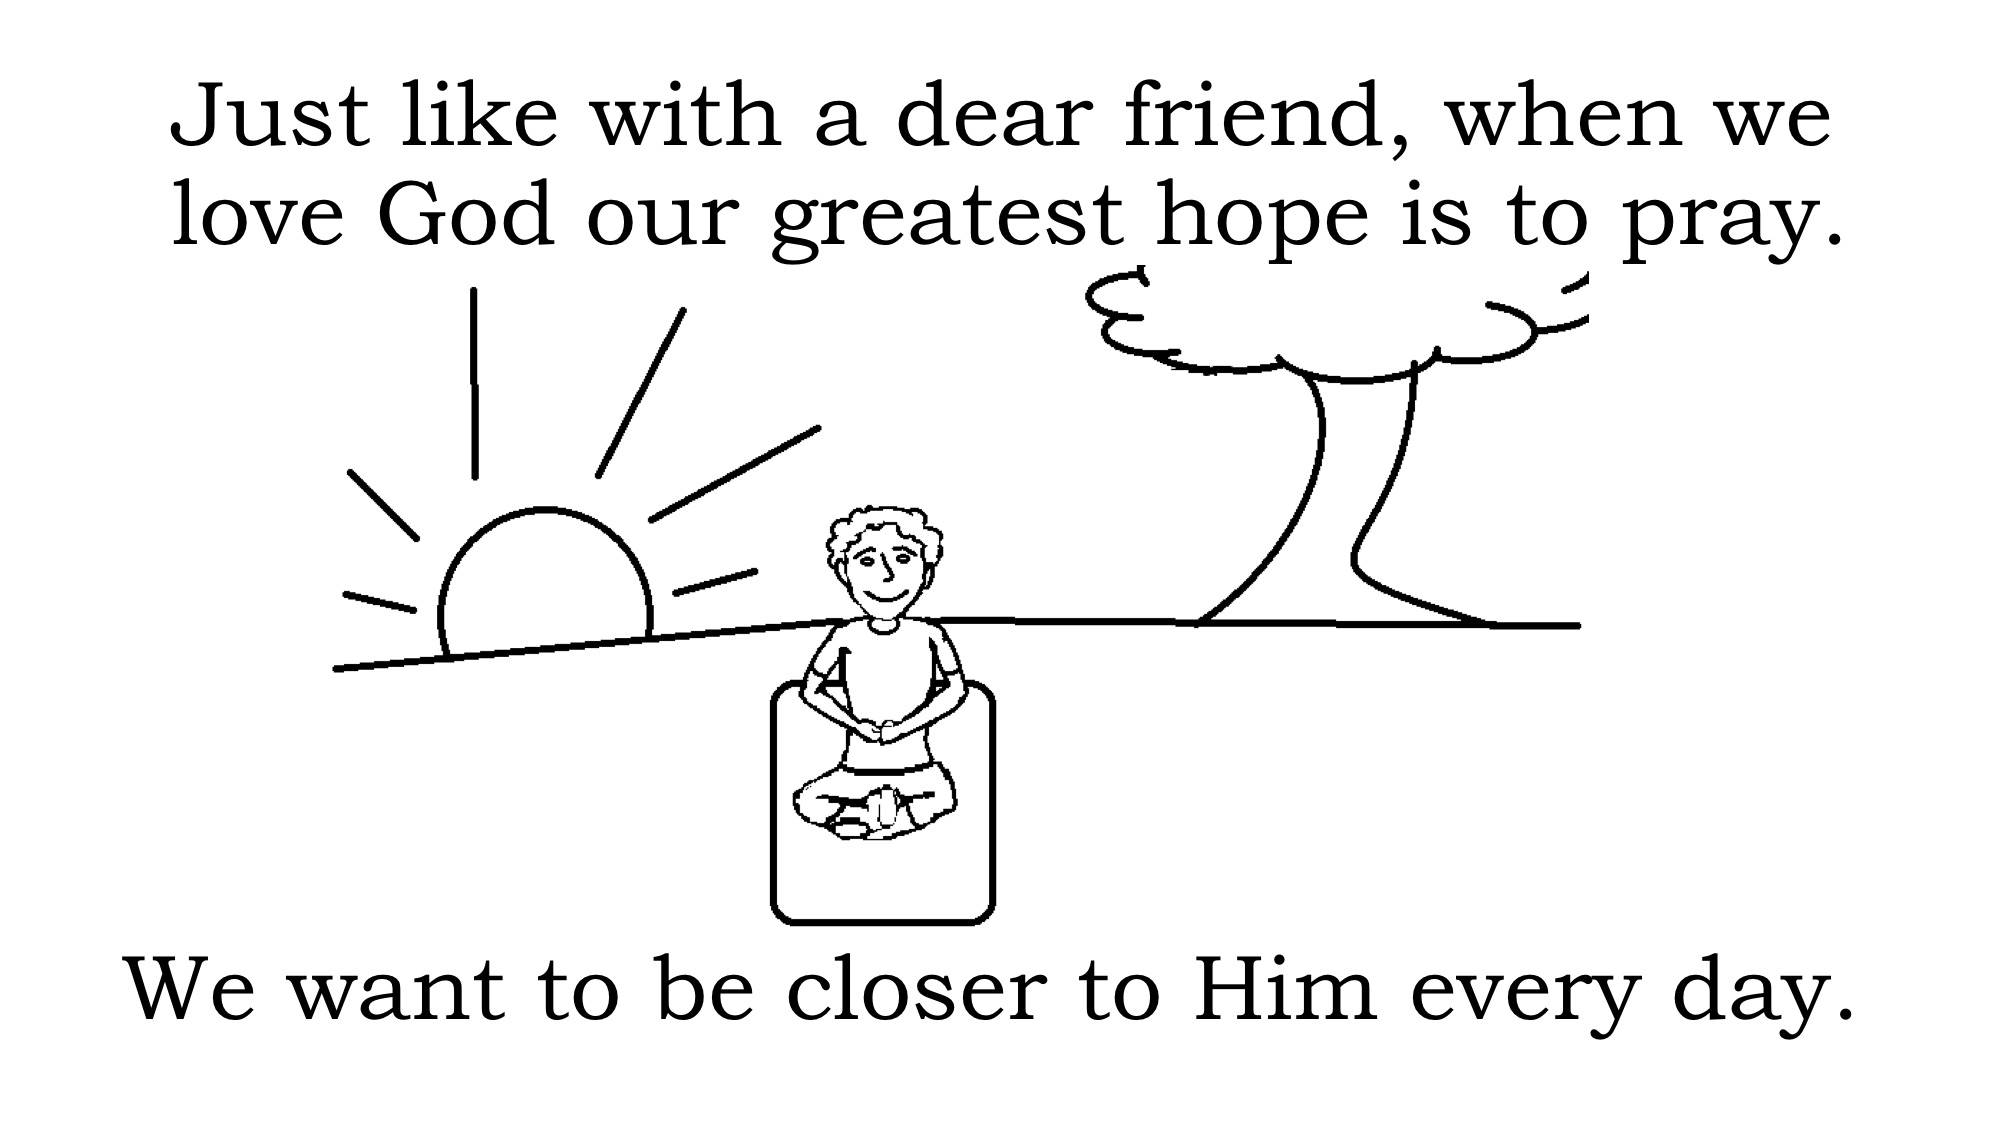 Just like with a dear friend, when we
love God our greatest hope is to pray.
We want to be closer to Him every day.